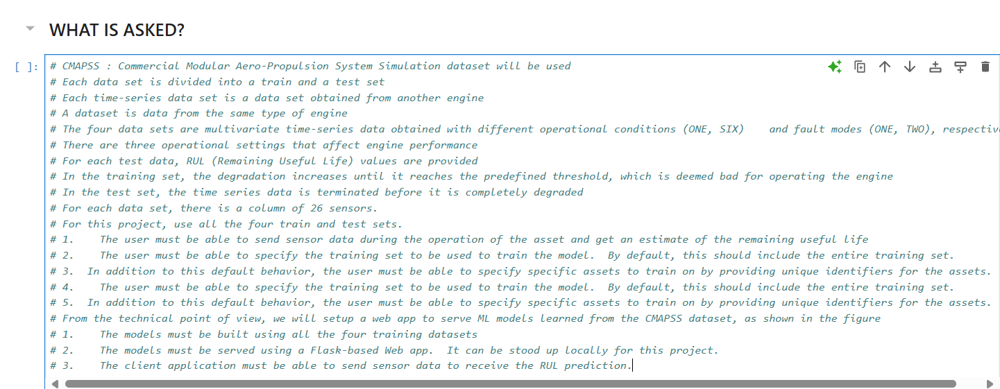 WHAT IS ASKED?
[ ]:
# CMAPSS : Commercial Modular Aero-Propulsion System Simulation dataset will be used
# Each data set is divided into a train and a test set
# Each time-series data set is a data set obtained from another engine
# A dataset is data from the same type of engine
# The four data sets are multivariate time-series data obtained with different operational conditions (ONE, SIX)    and fault modes (ONE, TWO),
# There are three operational settings that affect engine performance
# For each test data, RUL (Remaining Useful Life) values are provided
# In the training set, the degradation increases until it reaches the predefined threshold, which is deemed bad for operating the engine
# In the test set, the time series data is terminated before it is completely degraded
# For each data set, there is a column of 26 sensors.
# For this project, use all the four train and test sets.
# 1.    The user must be able to send sensor data during the operation of the asset and get an estimate of the remaining useful life
# 2.    The user must be able to specify the training set to be used to train the model.  By default, this should include the entire training set.
# 3.  In addition to this default behavior, the user must be able to specify specific assets to train on by providing unique identifiers for the assets.
# 4.    The user must be able to specify the training set to be used to train the model.  By default, this should include the entire training set.
# 5.  In addition to this default behavior, the user must be able to specify specific assets to train on by providing unique identifiers for the assets.
# From the technical point of view, we will setup a web app to serve ML models learned from the CMAPSS dataset, as shown in the figure
# 1.    The models must be built using all the four training datasets
# 2.    The models must be served using a Flask-based Web app.  It can be stood up locally for this project.
# 3.    The client application must be able to send sensor data to receive the RUL prediction.